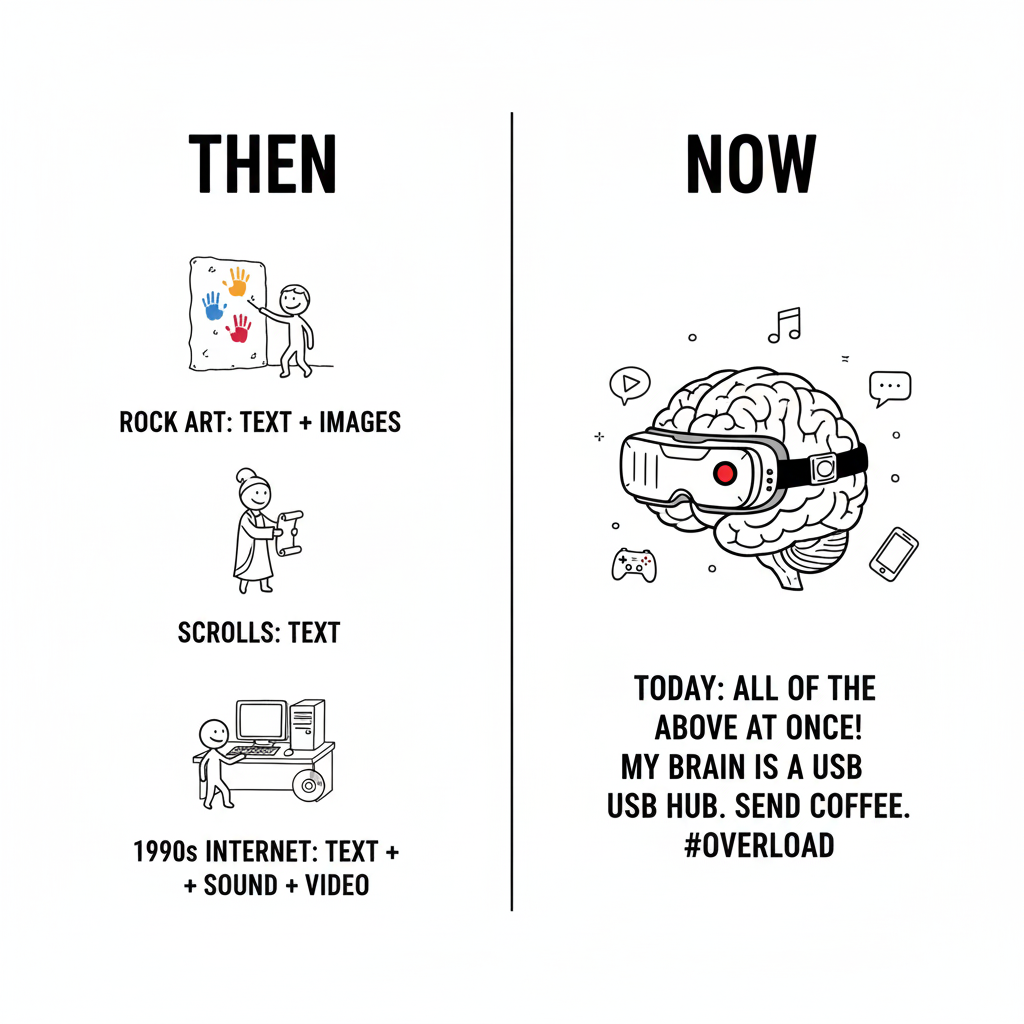 THEN
ROCK ART: TEXT + IMAGES
SCROLLS: TEXT
1990s INTERNET: TEXT +
+ SOUND + VIDEO
NOW
TODAY: ALL OF THE
ABOVE AT ONCE!
MY BRAIN IS A USB
USB HUB. SEND COFFEE.
#OVERLOAD